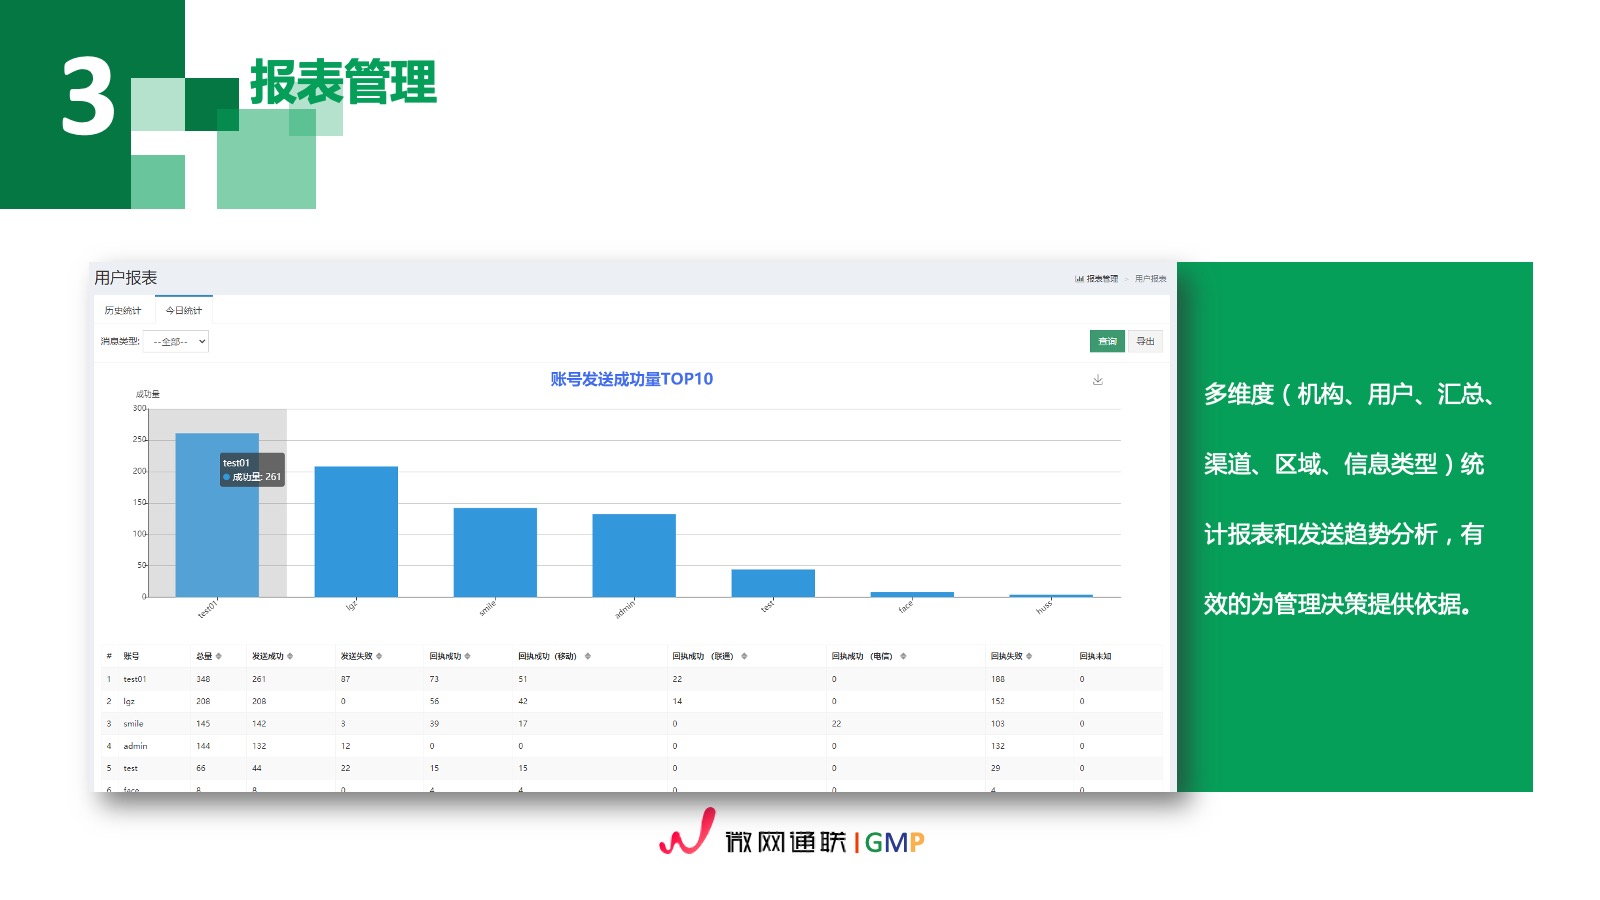 3
报表管理
用户报表
报表管理 > 用户报表
历史统计 今日统计
消息类型: --全部--
查询 导出
账号发送成功量TOP10
成功量
300
250
200
150
100
50
0
test01
成功量: 261
test01 lgz smile admin test face huss
# 账号 总量 发送成功 发送失败 回执成功 回执成功 (移动) 回执成功 (联通) 回执成功 (电信) 回执失败 回执未知
1 test01 348 261 87 73 51 22 0 188 0
2 lgz 208 208 0 56 42 14 0 152 0
3 smile 145 142 3 39 17 0 22 103 0
4 admin 144 132 12 0 0 0 0 132 0
5 test 66 44 22 15 15 0 0 29 0
6 face 8 8 0 4 4 0 0 4 0
多维度（机构、用户、汇总、
渠道、区域、信息类型）统
计报表和发送趋势分析，有
效的为管理决策提供依据。
微网通联|GMP